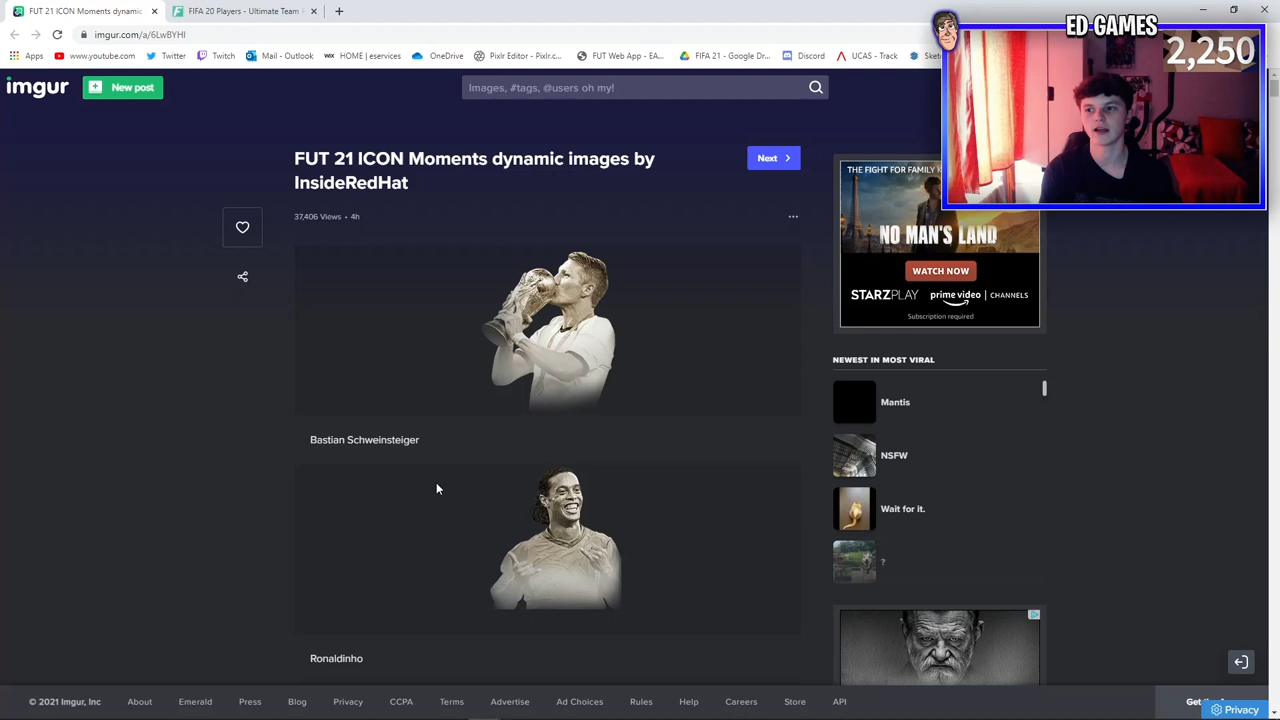 FUT 21 ICON Moments dynamic
FIFA 20 Players - Ultimate Team
imgur.com/a/6LwBYHI
Apps www.youtube.com Twitter Twitch Mail - Outlook HOME | eservices OneDrive Pixlr Editor - Pixlr.c... FUT Web App - EA... FIFA 21 - Google Dr... Discord UCAS - Track
ED GAMES
2,250
imgur
New post
Images, #tags, @users oh my!
FUT 21 ICON Moments dynamic images by
InsideRedHat
Next
37,406 Views • 4h
Bastian Schweinsteiger
Ronaldinho
THE FIGHT FOR FAMILY
NO MAN'S LAND
WATCH NOW
STARZPLAY prime video | CHANNELS
Subscription required
NEWEST IN MOST VIRAL
Mantis
NSFW
Wait for it.
?
© 2021 Imgur, Inc About Emerald Press Blog Privacy CCPA Terms Advertise Ad Choices Rules Help Careers Store API
Privacy